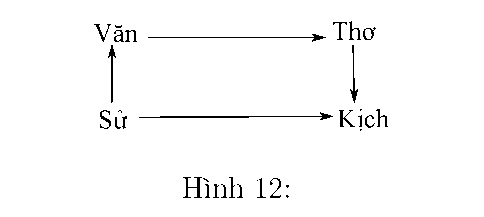 Văn Thơ
Sử Kịch
Hình 12: